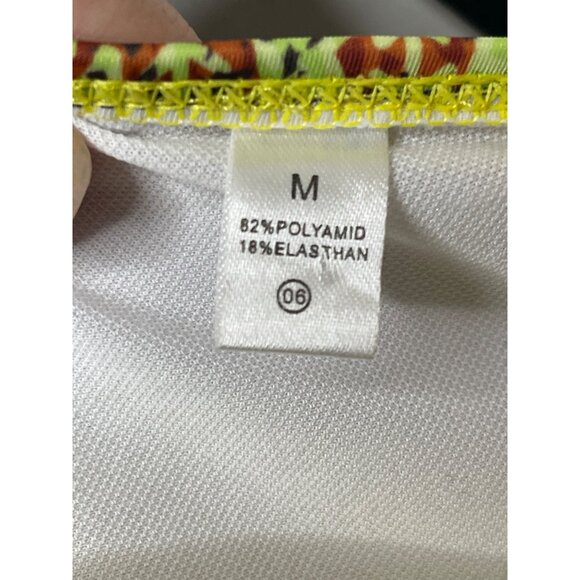 M
82%POLYAMID
18%ELASTHAN
06